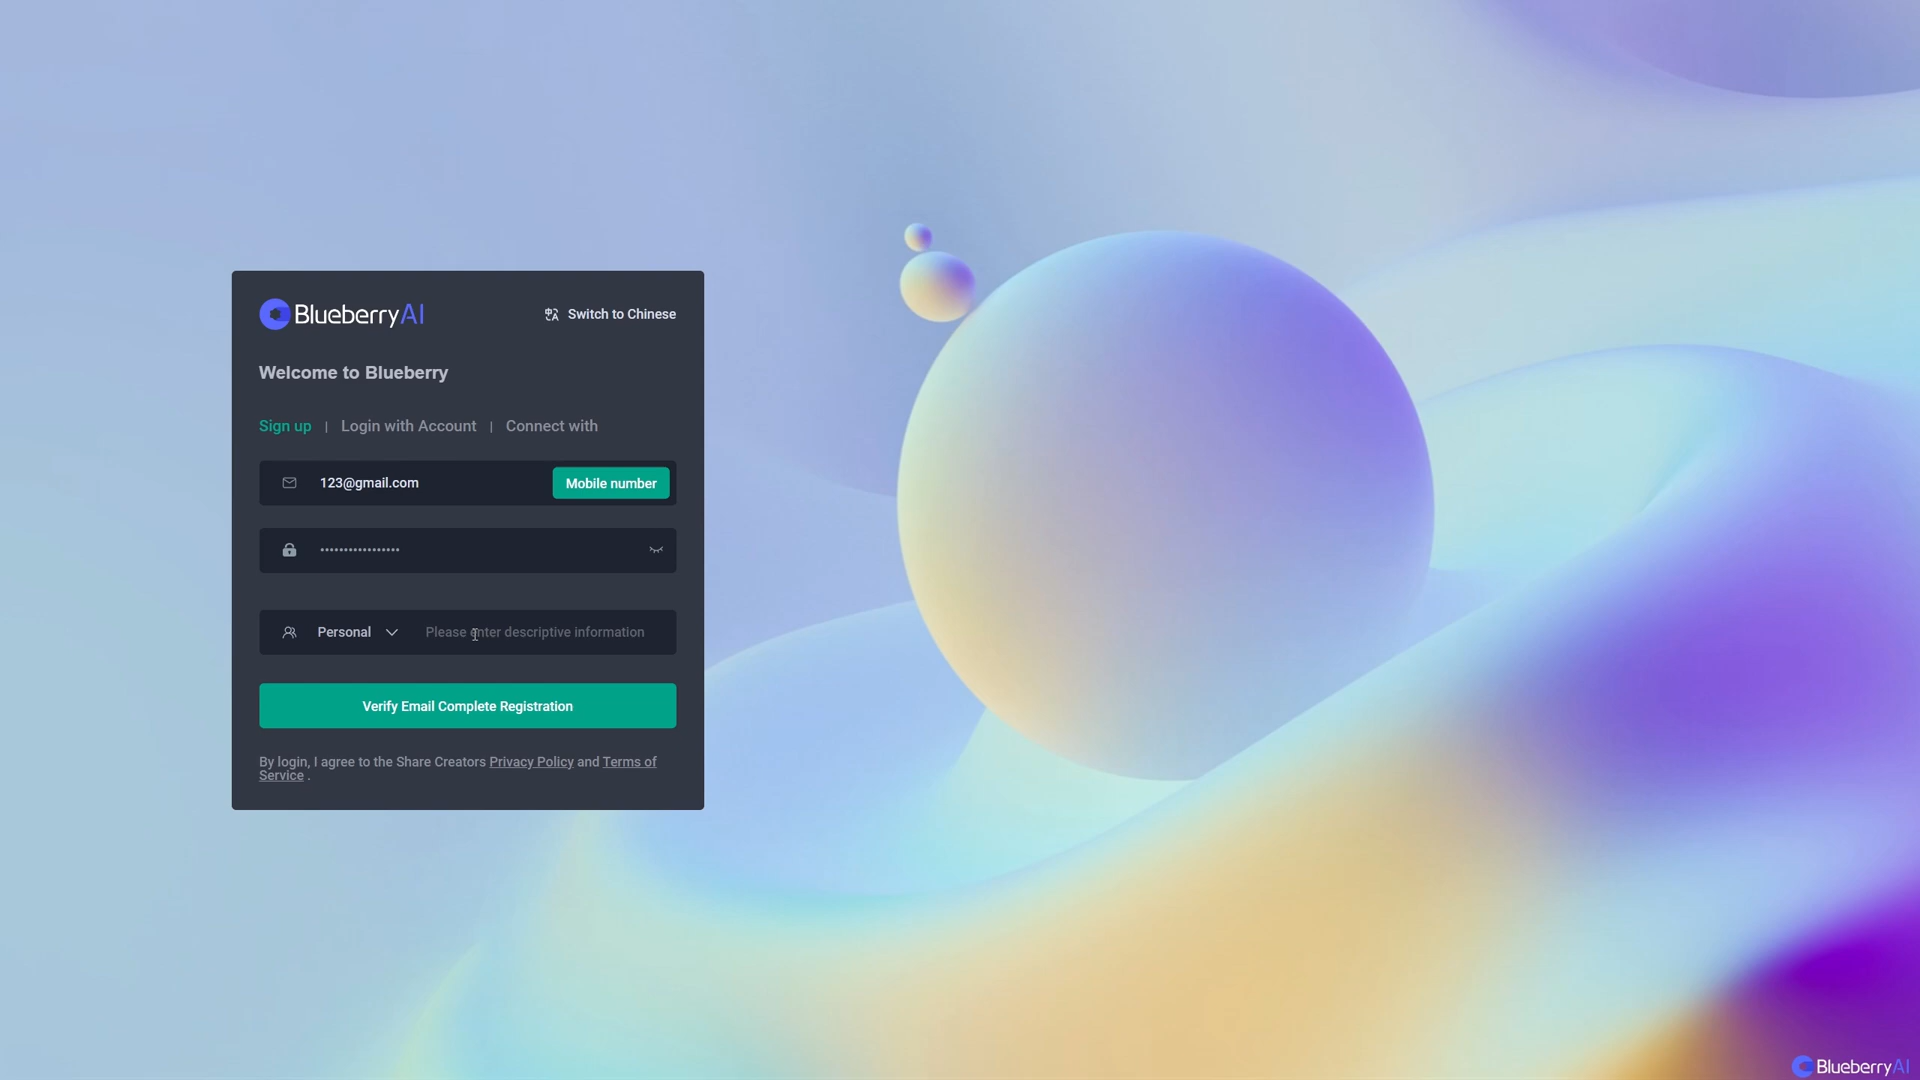 BlueberryAI
Switch to Chinese
Welcome to Blueberry
Sign up | Login with Account | Connect with
123@gmail.com
Mobile number
•••••••••••••••••
Personal
Please enter descriptive information
Verify Email Complete Registration
By login, I agree to the Share Creators Privacy Policy and Terms of
Service .
BlueberryAI